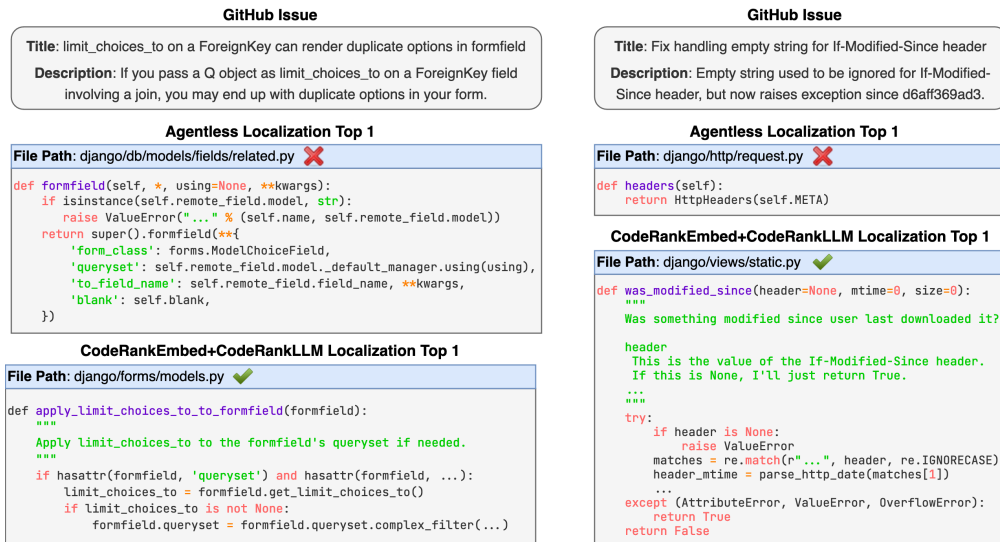 GitHub Issue
Title: limit_choices_to on a ForeignKey can render duplicate options in formfield
Description: If you pass a Q object as limit_choices_to on a ForeignKey field
involving a join, you may end up with duplicate options in your form.
Agentless Localization Top 1
File Path: django/db/models/fields/related.py
def formfield(self, *, using=None, **kwargs):
    if isinstance(self.remote_field.model, str):
        raise ValueError("..." % (self.name, self.remote_field.model))
    return super().formfield(**{
        'form_class': forms.ModelChoiceField,
        'queryset': self.remote_field.model._default_manager.using(using),
        'to_field_name': self.remote_field.field_name, **kwargs,
        'blank': self.blank,
    })
CodeRankEmbed+CodeRankLLM Localization Top 1
File Path: django/forms/models.py
def apply_limit_choices_to_to_formfield(formfield):
    """
    Apply limit_choices_to to the formfield's queryset if needed.
    """
    if hasattr(formfield, 'queryset') and hasattr(formfield, ...):
        limit_choices_to = formfield.get_limit_choices_to()
        if limit_choices_to is not None:
            formfield.queryset = formfield.queryset.complex_filter(...)
GitHub Issue
Title: Fix handling empty string for If-Modified-Since header
Description: Empty string used to be ignored for If-Modified-
Since header, but now raises exception since d6aff369ad3.
Agentless Localization Top 1
File Path: django/http/request.py
def headers(self):
    return HttpHeaders(self.META)
CodeRankEmbed+CodeRankLLM Localization Top 1
File Path: django/views/static.py
def was_modified_since(header=None, mtime=0, size=0):
    """
    Was something modified since user last downloaded it?
    header
     This is the value of the If-Modified-Since header.
     If this is None, I'll just return True.
    ...
    """
    try:
        if header is None:
            raise ValueError
        matches = re.match(r"...", header, re.IGNORECASE)
        header_mtime = parse_http_date(matches[1])
        ...
    except (AttributeError, ValueError, OverflowError):
        return True
    return False